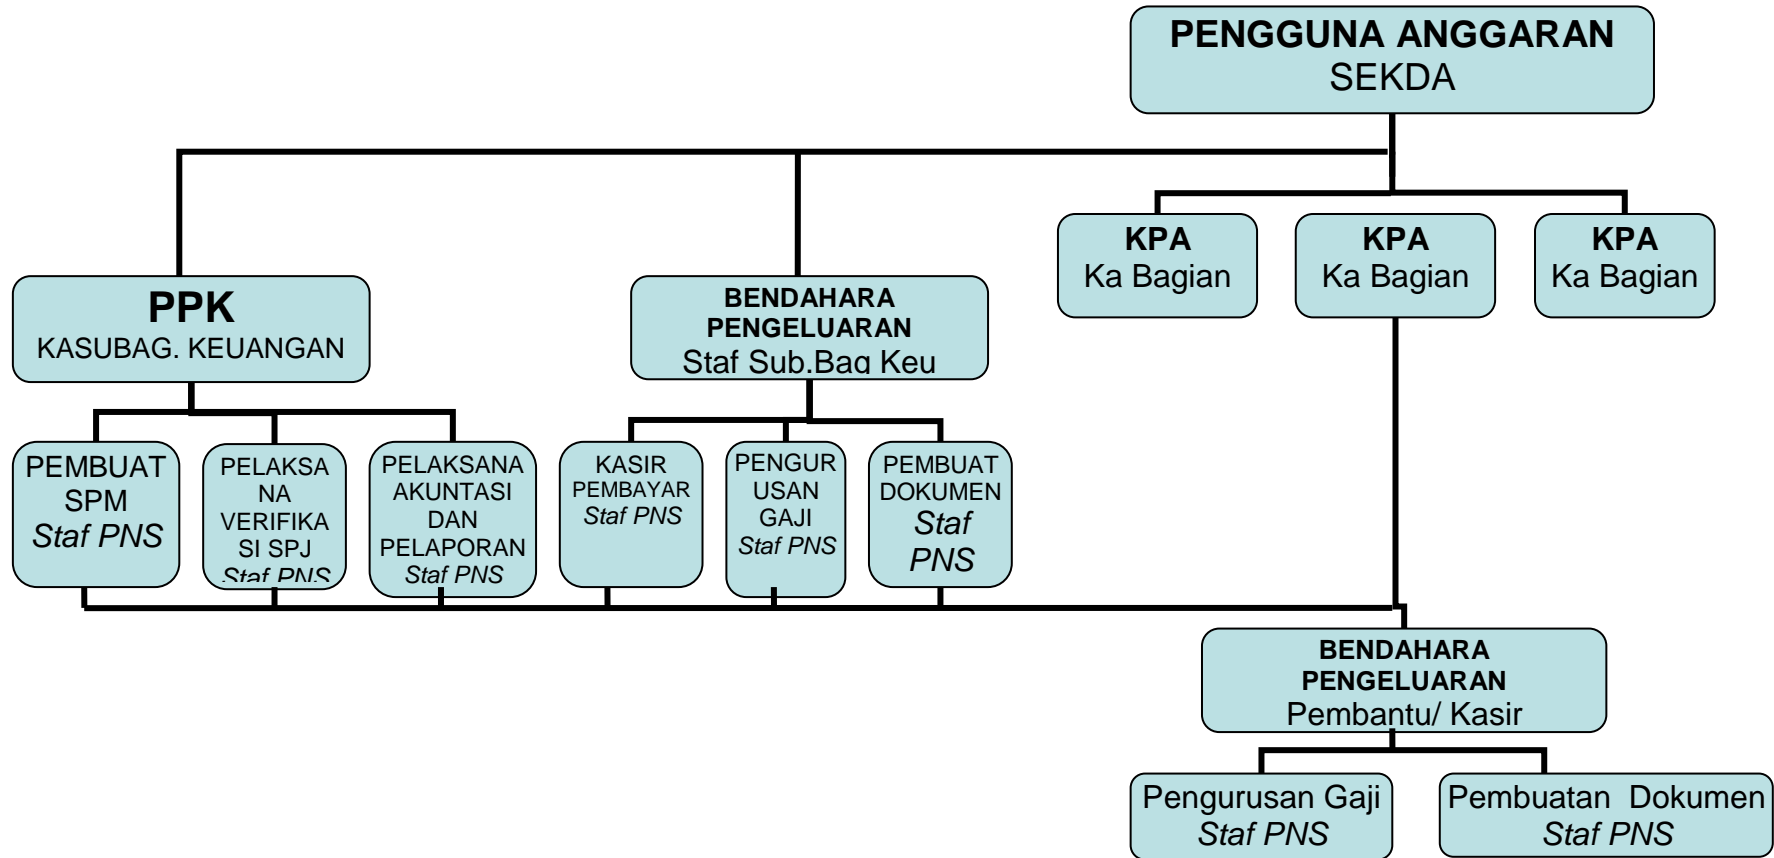 PENGGUNA ANGGARAN
SEKDA
KPA
Ka Bagian
KPA
Ka Bagian
KPA
Ka Bagian
PPK
KASUBAG. KEUANGAN
BENDAHARA
PENGELUARAN
Staf Sub.Bag Keu
PEMBUAT
SPM
Staf PNS
PELAKSA
NA
VERIFIKA
SI SPJ
Staf PNS
PELAKSANA
AKUNTASI
DAN
PELAPORAN
Staf PNS
KASIR
PEMBAYAR
Staf PNS
PENGUR
USAN
GAJI
Staf PNS
PEMBUAT
DOKUMEN
Staf
PNS
BENDAHARA
PENGELUARAN
Pembantu/ Kasir
Pengurusan Gaji
Staf PNS
Pembuatan Dokumen
Staf PNS